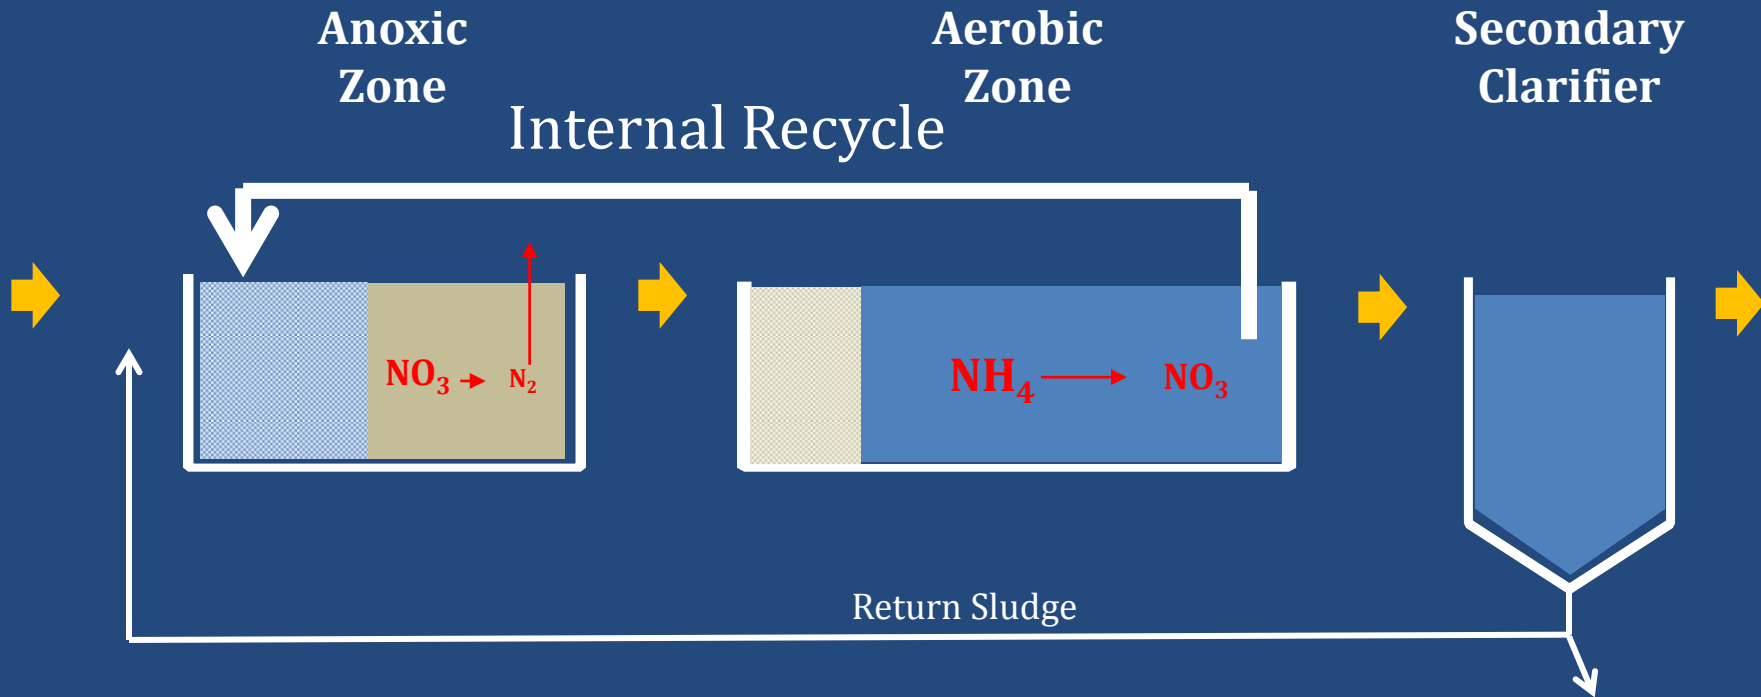 Anoxic
Zone
Aerobic
Zone
Secondary
Clarifier
Internal Recycle
NO₃ → N₂
NH₄ → NO₃
Return Sludge